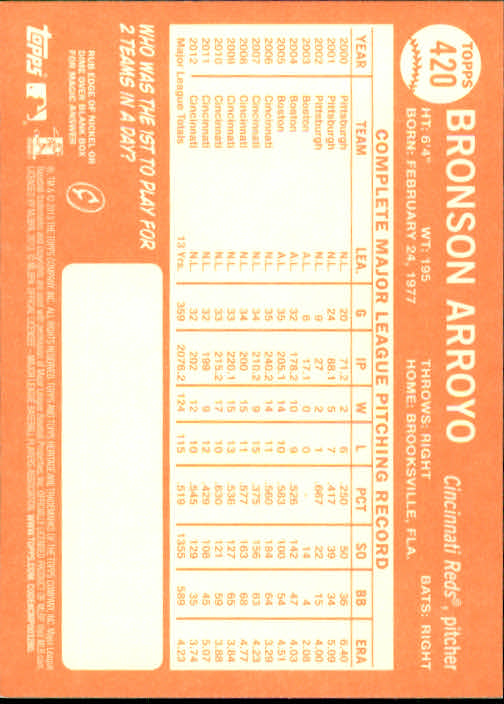 TOPPS
420
BRONSON ARROYO
Cincinnati Reds®, pitcher
HT: 6'4" WT: 195 THROWS: RIGHT BATS: RIGHT
BORN: FEBRUARY 24, 1977 HOME: BROOKSVILLE, FLA.
COMPLETE MAJOR LEAGUE PITCHING RECORD
YEAR TEAM LEA. G IP W L PCT SO BB ERA
2000 Pittsburgh N.L. 20 71.2 2 6 .250 50 36 6.40
2001 Pittsburgh N.L. 24 88.1 5 7 .417 39 34 5.09
2002 Pittsburgh N.L. 9 27 2 1 .667 22 15 4.00
2003 Boston A.L. 6 17.1 0 0 - 14 4 2.08
2004 Boston A.L. 32 178.2 10 9 .526 142 47 4.03
2005 Boston A.L. 35 205.1 14 10 .583 100 54 4.51
2006 Cincinnati N.L. 35 240.2 14 11 .560 184 64 3.29
2007 Cincinnati N.L. 34 210.2 9 15 .375 156 63 4.23
2008 Cincinnati N.L. 34 200 15 11 .577 163 68 4.77
2009 Cincinnati N.L. 33 220.1 15 13 .536 127 65 3.84
2010 Cincinnati N.L. 33 215.2 17 10 .630 121 59 3.88
2011 Cincinnati N.L. 32 199 9 12 .429 108 45 5.07
2012 Cincinnati N.L. 32 202 12 10 .545 129 35 3.74
Major League Totals 13 Yrs. 359 2076.2 124 115 .519 1355 589 4.23
WHO WAS THE 1ST TO PLAY FOR
2 TEAMS IN A DAY?
RUB EDGE OF NICKEL OR
DIME OVER BLANK BOX
FOR MAGIC ANSWER
Topps